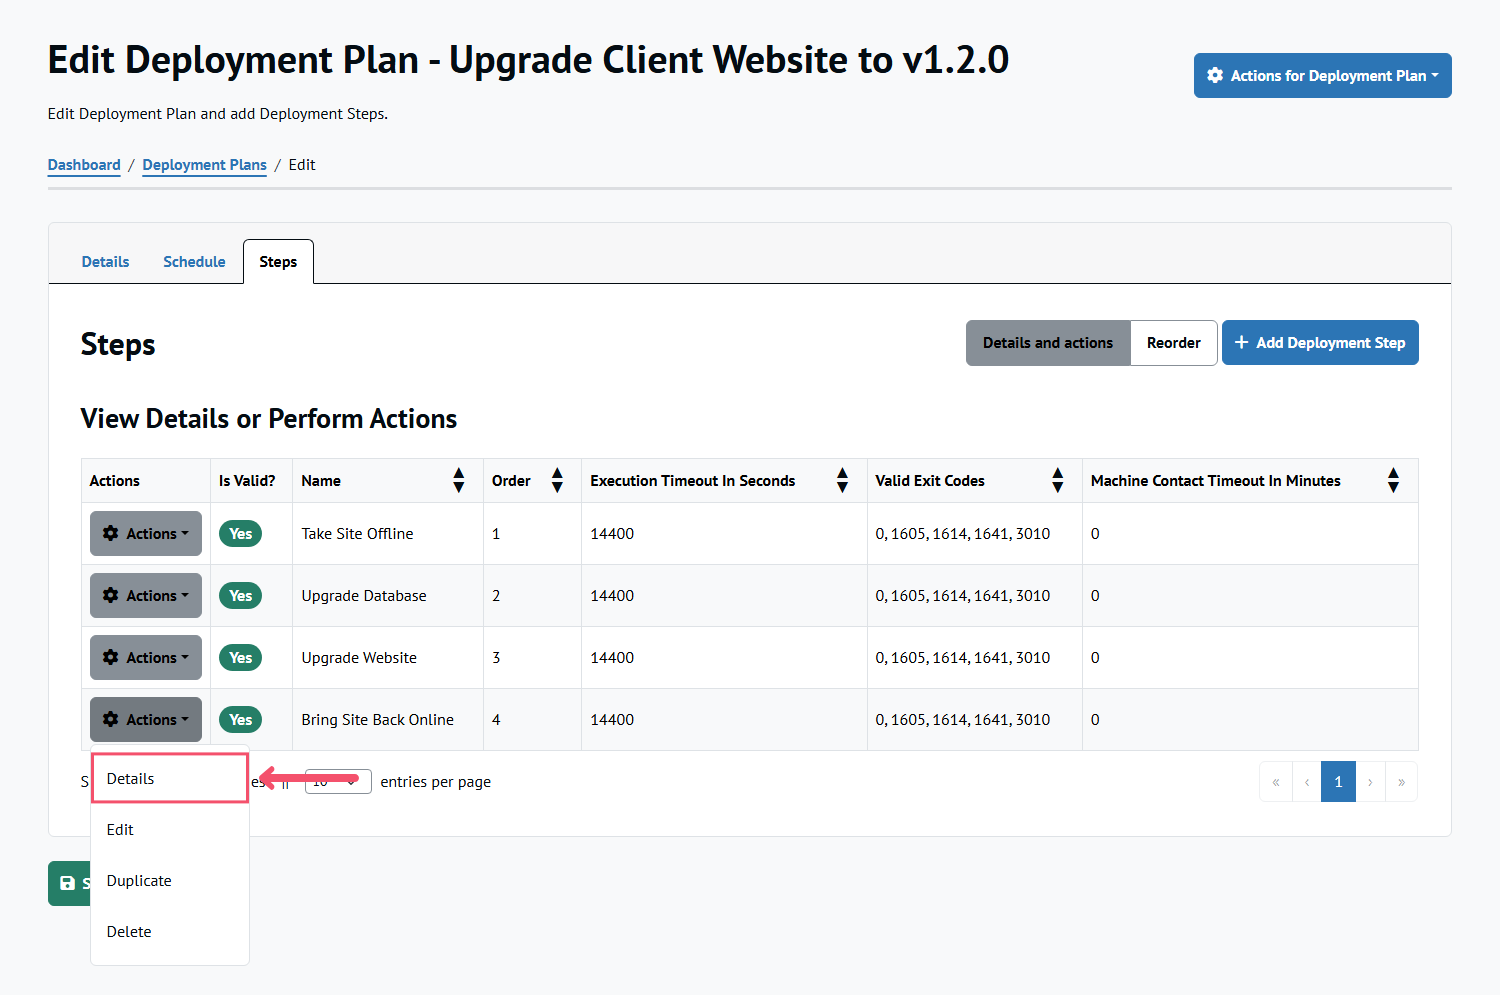 Edit Deployment Plan - Upgrade Client Website to v1.2.0
Actions for Deployment Plan
Edit Deployment Plan and add Deployment Steps.
Dashboard / Deployment Plans / Edit
Details Schedule Steps
Steps
Details and actions Reorder + Add Deployment Step
View Details or Perform Actions
Actions Is Valid? Name Order Execution Timeout In Seconds Valid Exit Codes Machine Contact Timeout In Minutes
Actions Yes Take Site Offline 1 14400 0, 1605, 1614, 1641, 3010 0
Actions Yes Upgrade Database 2 14400 0, 1605, 1614, 1641, 3010 0
Actions Yes Upgrade Website 3 14400 0, 1605, 1614, 1641, 3010 0
Actions Yes Bring Site Back Online 4 14400 0, 1605, 1614, 1641, 3010 0
entries per page « ‹ 1 › »
Details
Edit
Duplicate
Delete